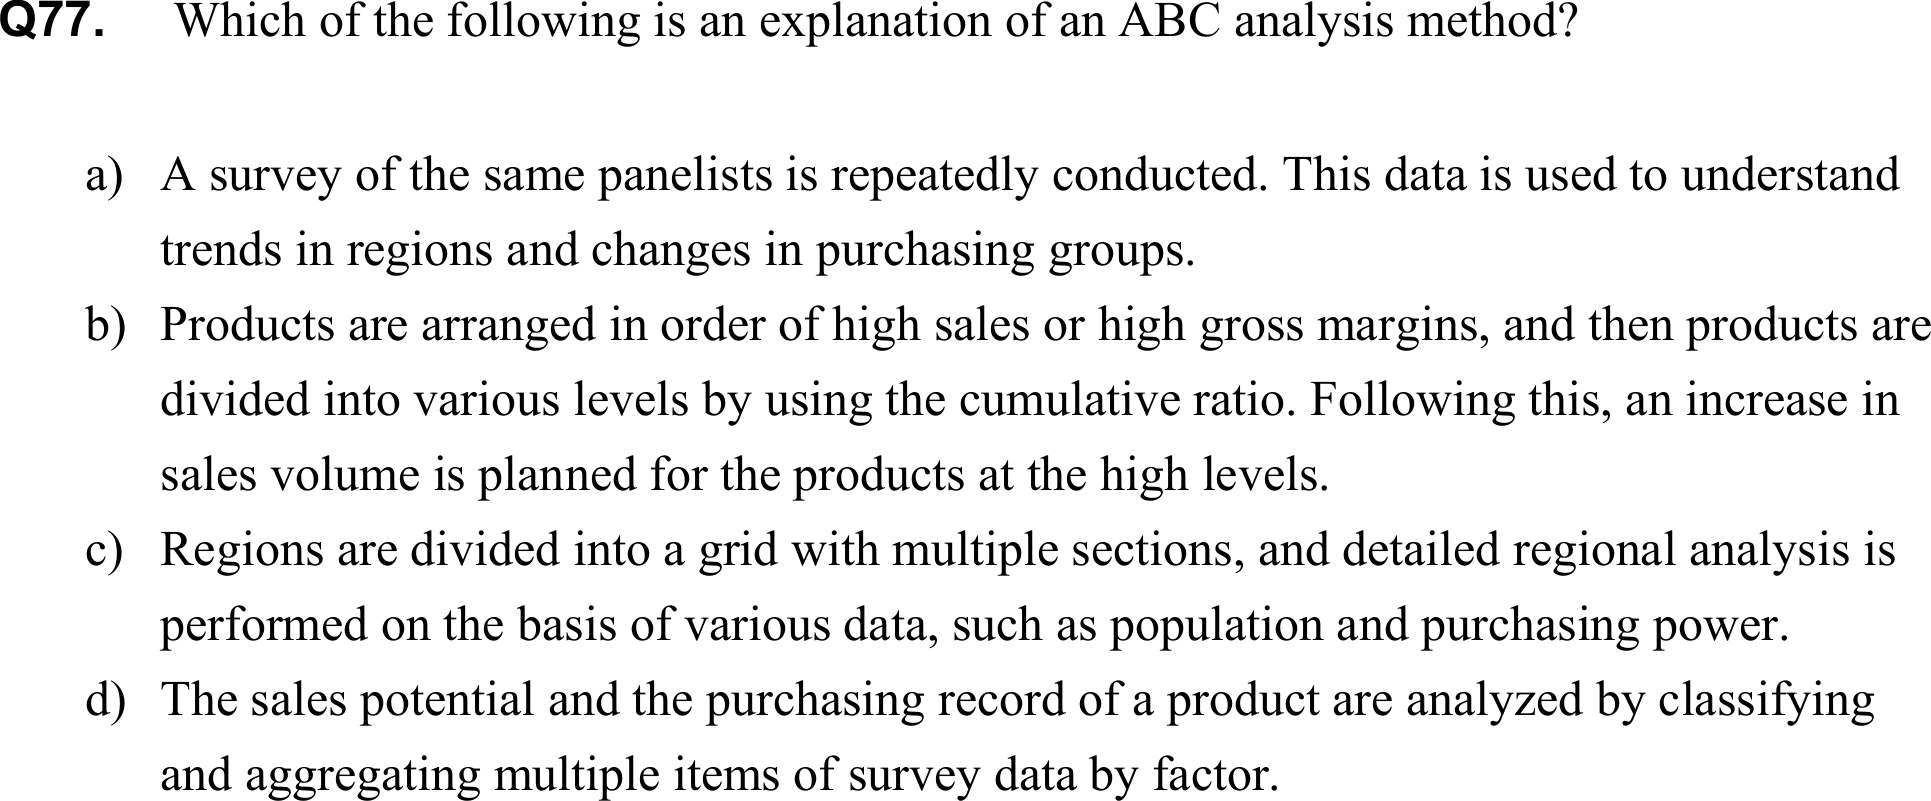 Q77. Which of the following is an explanation of an ABC analysis method?
a) A survey of the same panelists is repeatedly conducted. This data is used to understand
trends in regions and changes in purchasing groups.
b) Products are arranged in order of high sales or high gross margins, and then products are
divided into various levels by using the cumulative ratio. Following this, an increase in
sales volume is planned for the products at the high levels.
c) Regions are divided into a grid with multiple sections, and detailed regional analysis is
performed on the basis of various data, such as population and purchasing power.
d) The sales potential and the purchasing record of a product are analyzed by classifying
and aggregating multiple items of survey data by factor.